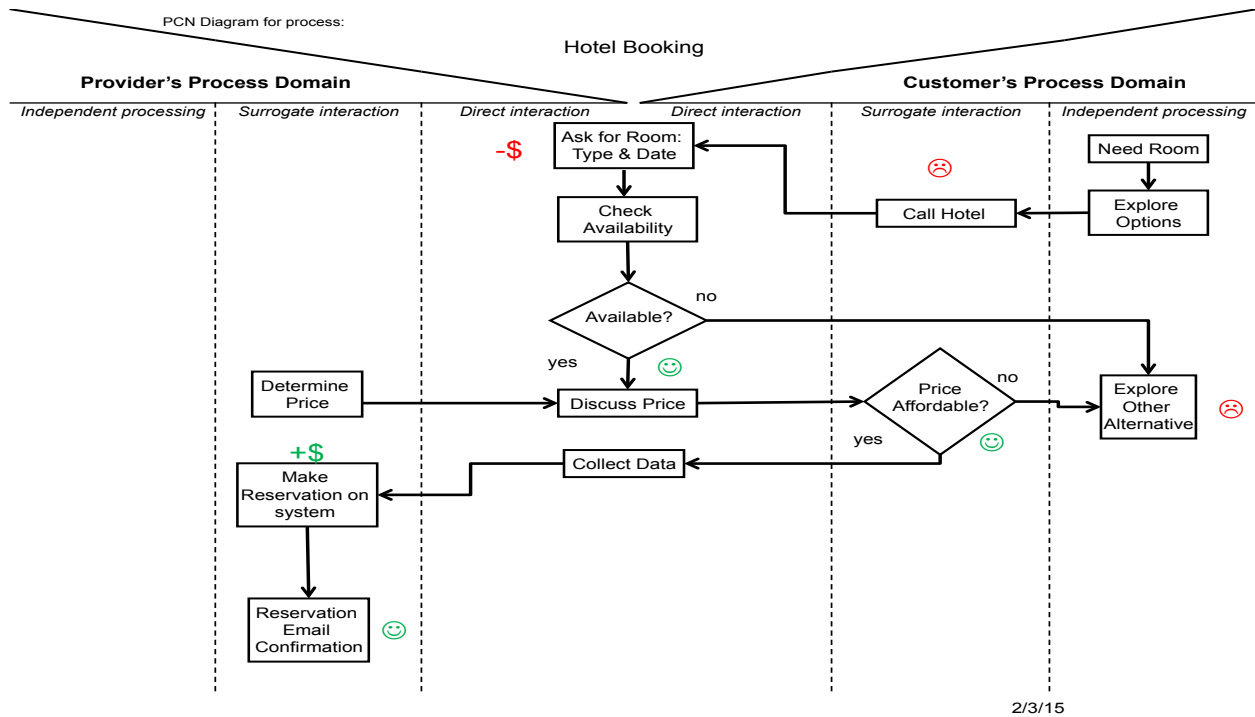 PCN Diagram for process:
Hotel Booking
Provider's Process Domain
Customer's Process Domain
Independent processing
Surrogate interaction
Direct interaction
Direct interaction
Surrogate interaction
Independent processing
-$
Ask for Room:
Type & Date
Need Room
Check
Availability
Call Hotel
Explore
Options
no
Available?
yes
Determine
Price
Discuss Price
Price
Affordable?
no
yes
Explore
Other
Alternative
+$
Make
Reservation on
system
Collect Data
Reservation
Email
Confirmation
2/3/15